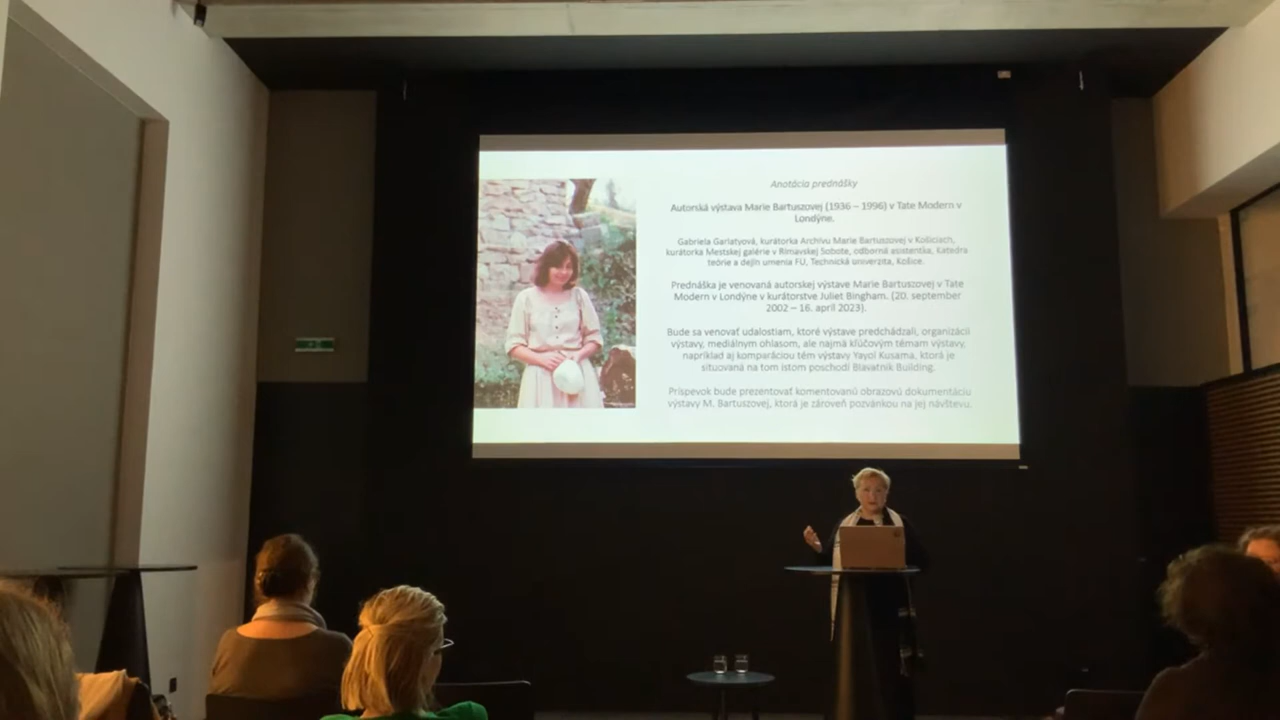 Anotácia prednášky
Autorská výstava Marie Bartuszovej (1936 – 1996) v Tate Modern v
Londýne.
Gabriela Garlatyová, kurátorka Archívu Marie Bartuszovej v Košiciach,
kurátorka Mestskej galérie v Rimavskej Sobote, odborná asistentka, Katedra
teórie a dejín umenia FU, Technická univerzita, Košice.
Prednáška je venovaná autorskej výstave Marie Bartuszovej v Tate
Modern v Londýne v kurátorstve Juliet Bingham. (20. september
2002 – 16. apríl 2023).
Bude sa venovať udalostiam, ktoré výstave predchádzali, organizácii
výstavy, mediálnym ohlasom, ale najmä kľúčovým témam výstavy,
napríklad aj komparáciou tém výstavy Yayoi Kusama, ktorá je
situovaná na tom istom poschodí Blavatnik Building.
Príspevok bude prezentovať komentovanú obrazovú dokumentáciu
výstavy M. Bartuszovej, ktorá je zároveň pozvánkou na jej návštevu.